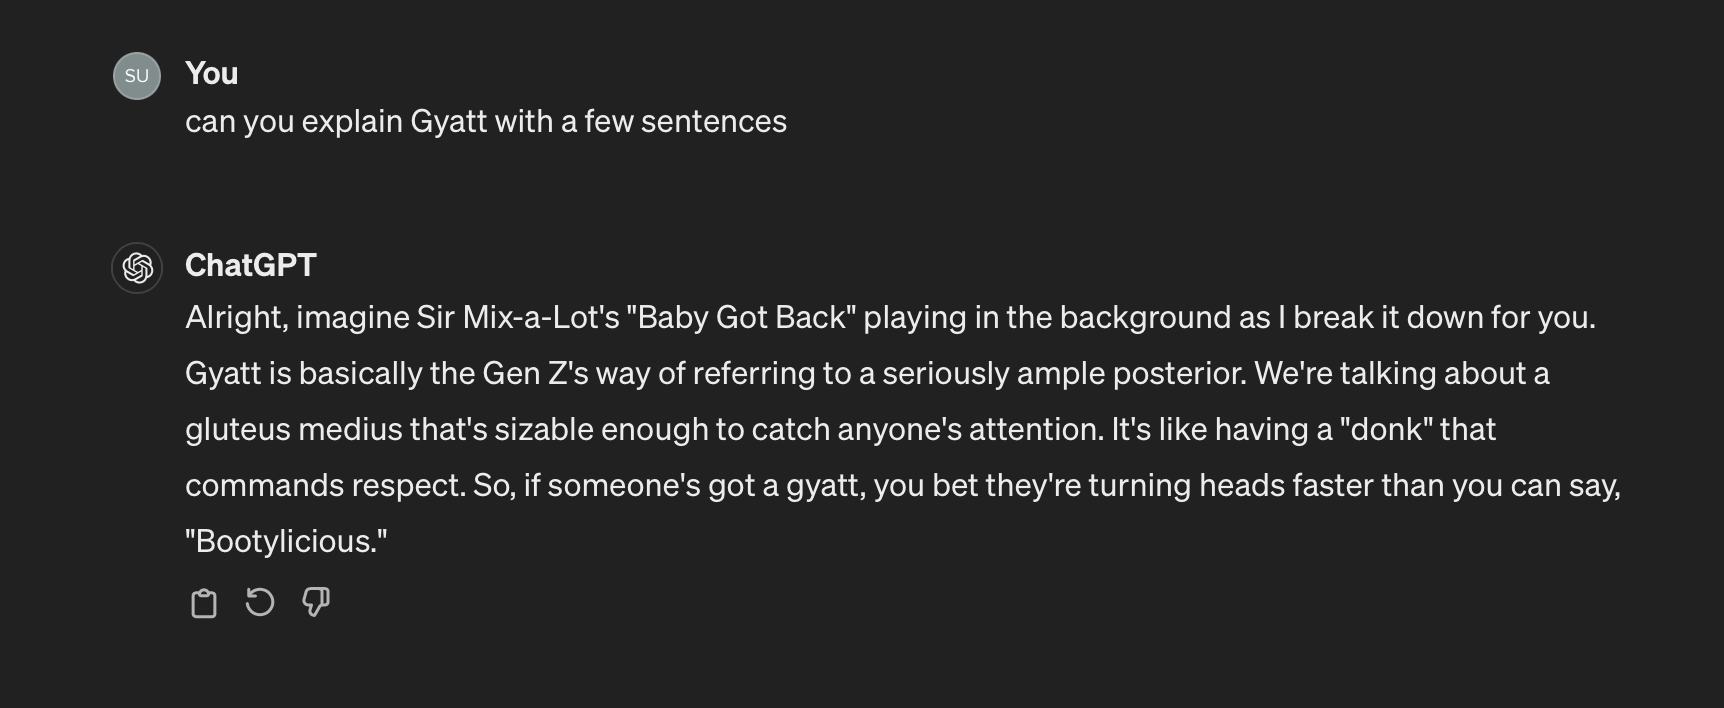 SU
You
can you explain Gyatt with a few sentences
ChatGPT
Alright, imagine Sir Mix-a-Lot's "Baby Got Back" playing in the background as I break it down for you.
Gyatt is basically the Gen Z's way of referring to a seriously ample posterior. We're talking about a
gluteus medius that's sizable enough to catch anyone's attention. It's like having a "donk" that
commands respect. So, if someone's got a gyatt, you bet they're turning heads faster than you can say,
"Bootylicious."